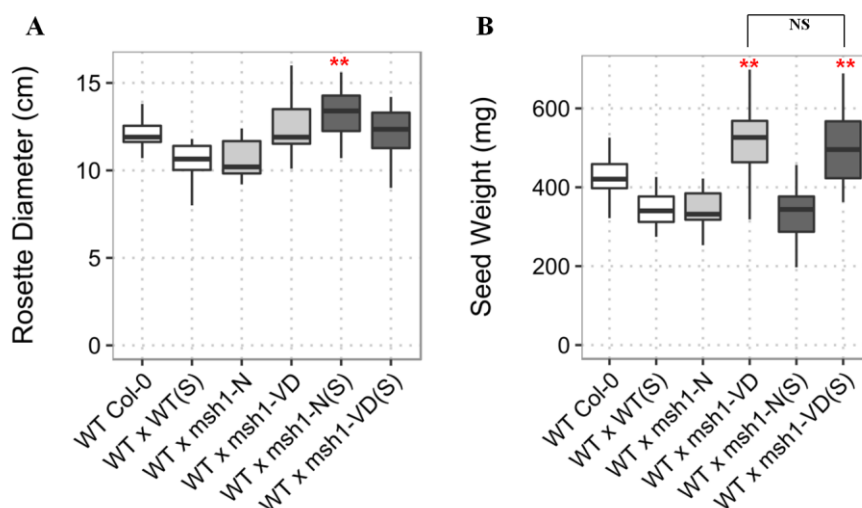 A
Rosette Diameter (cm)
15
10
5
0
**
WT Col-0
WT x WT(S)
WT x msh1-N
WT x msh1-VD
WT x msh1-N(S)
WT x msh1-VD(S)
B
NS
Seed Weight (mg)
600
400
200
0
**
**
WT Col-0
WT x WT(S)
WT x msh1-N
WT x msh1-VD
WT x msh1-N(S)
WT x msh1-VD(S)